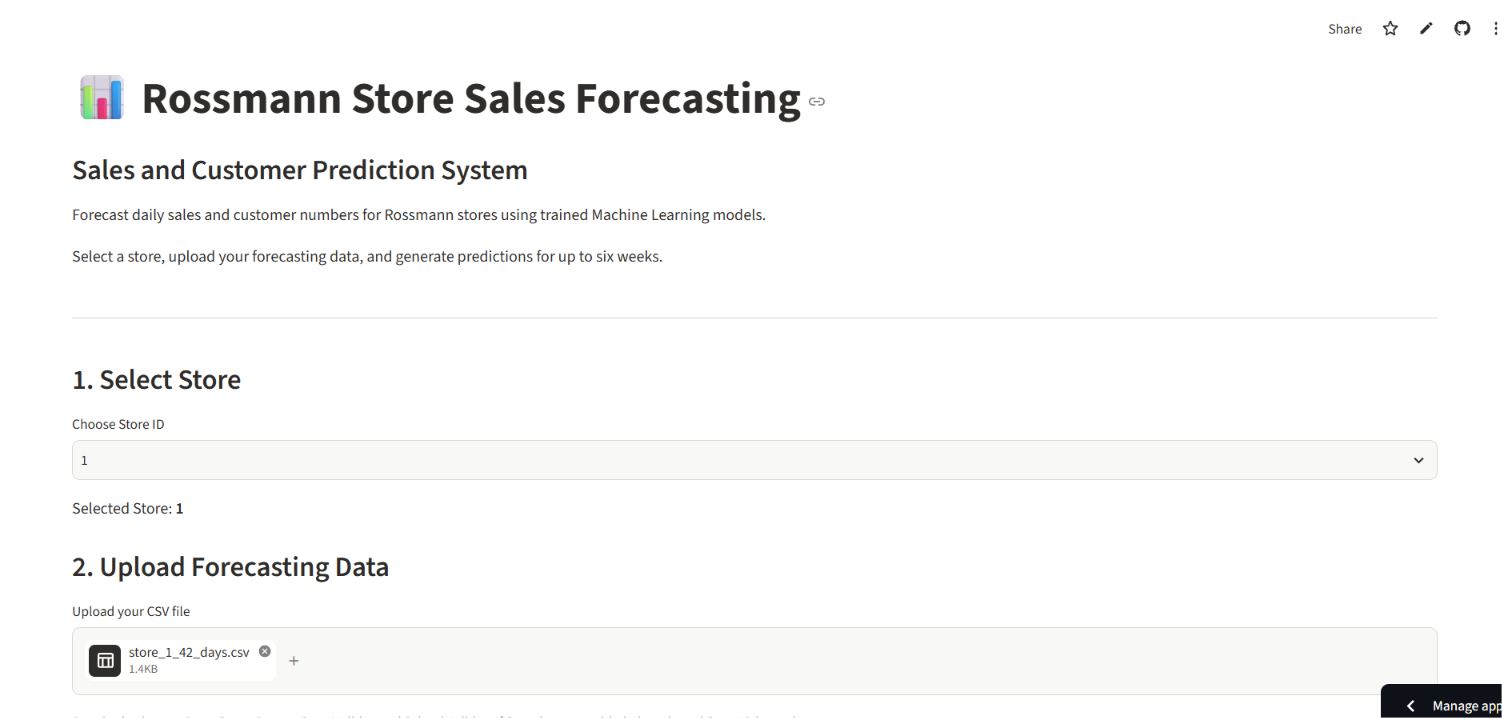 Share
Rossmann Store Sales Forecasting
Sales and Customer Prediction System
Forecast daily sales and customer numbers for Rossmann stores using trained Machine Learning models.
Select a store, upload your forecasting data, and generate predictions for up to six weeks.
1. Select Store
Choose Store ID
1
Selected Store: 1
2. Upload Forecasting Data
Upload your CSV file
store_1_42_days.csv
1.4KB
Manage app